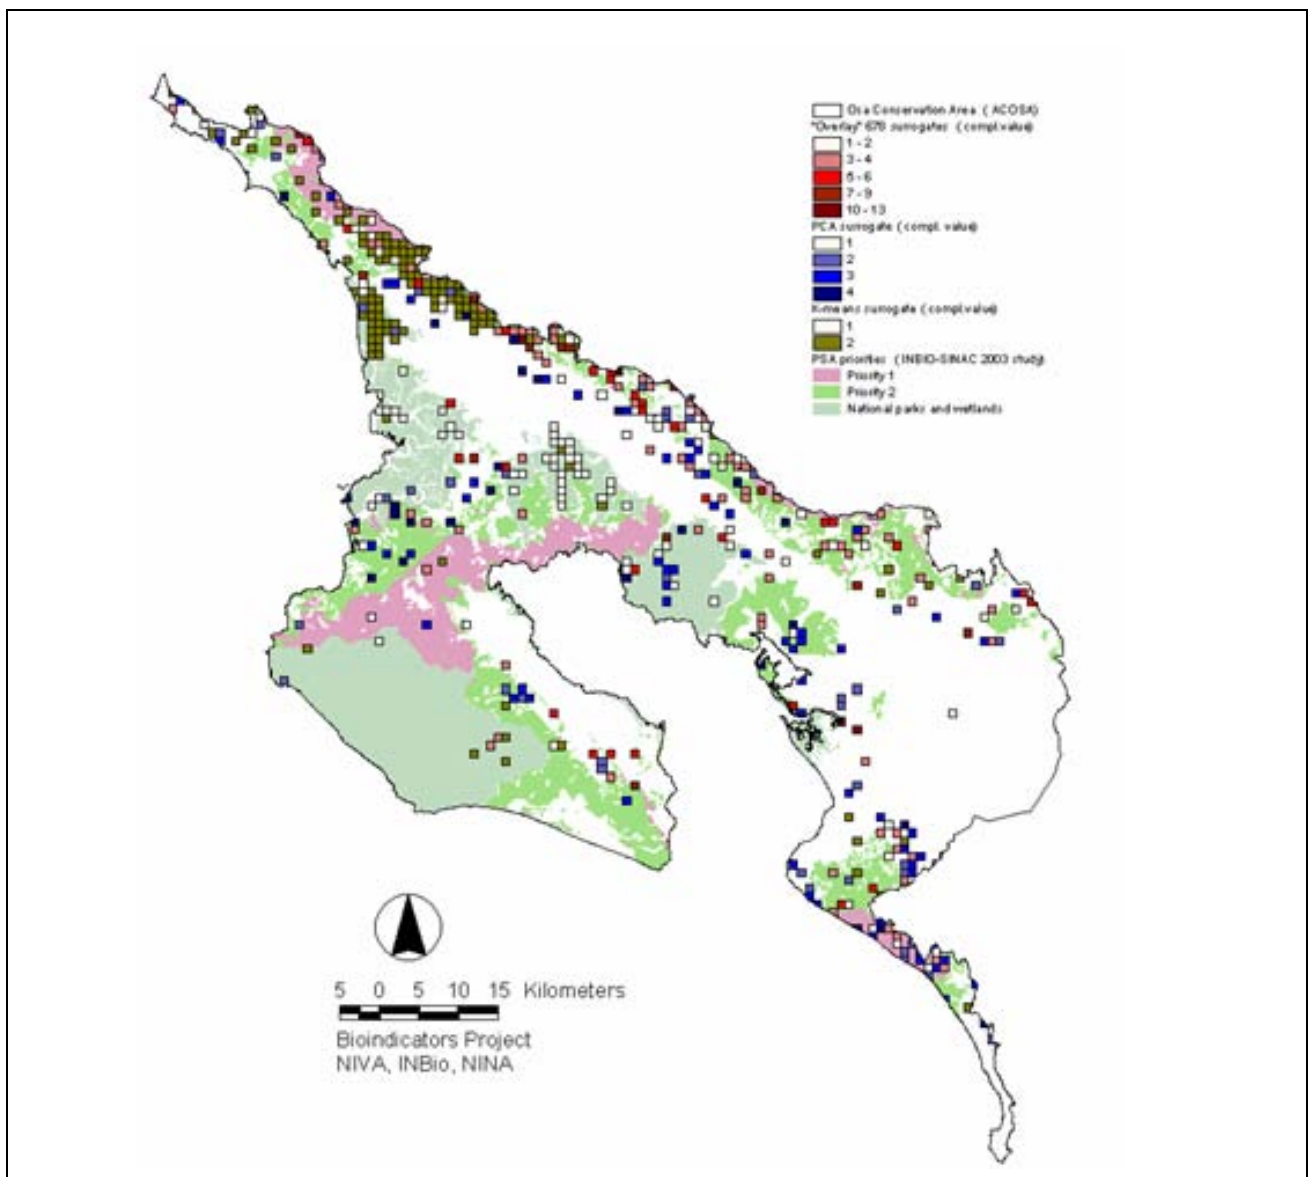 Osa Conservation Area ( ACOSA)
"Overlay" 678 surrogates (compl.value)
1 - 2
3 - 4
5 - 6
7 - 9
10 - 13
PCA surrogate ( compl. value)
1
2
3
4
K-means surrogate ( compl.value)
1
2
PSA priorities ( INBIO-SINAC 2003 study)
Priority 1
Priority 2
National parks and wetlands
5 0 5 10 15 Kilometers
Bioindicators Project
NIVA, INBio, NINA